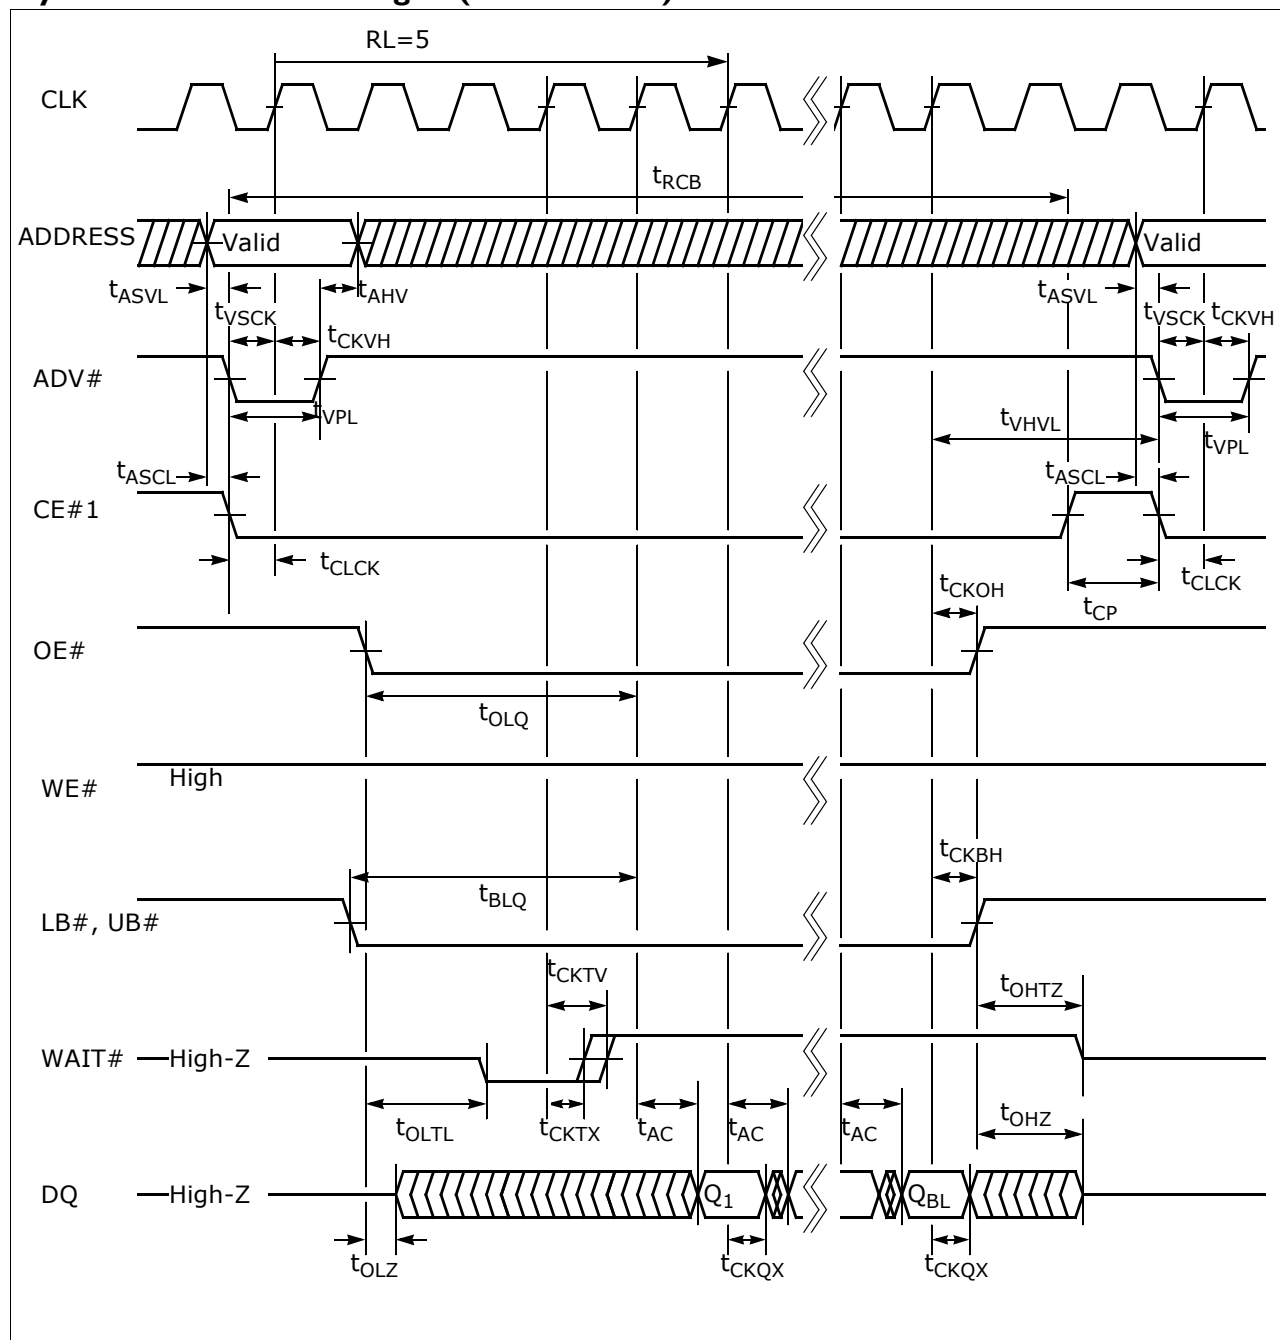 RL=5
CLK
tRCB
ADDRESS
Valid
Valid
tASVL
tAHV
tASVL
tVSCK
tVSCK
tCKVH
tCKVH
ADV#
tVPL
tVHVL
tVPL
tASCL
tASCL
CE#1
tCLCK
tCLCK
tCKOH
tCP
OE#
tOLQ
High
WE#
tCKBH
tBLQ
LB#, UB#
tCKTV
tOHTZ
WAIT#
High-Z
tOLTL
tCKTX
tAC
tAC
tAC
tOHZ
DQ
High-Z
Q1
QBL
tOLZ
tCKQX
tCKQX